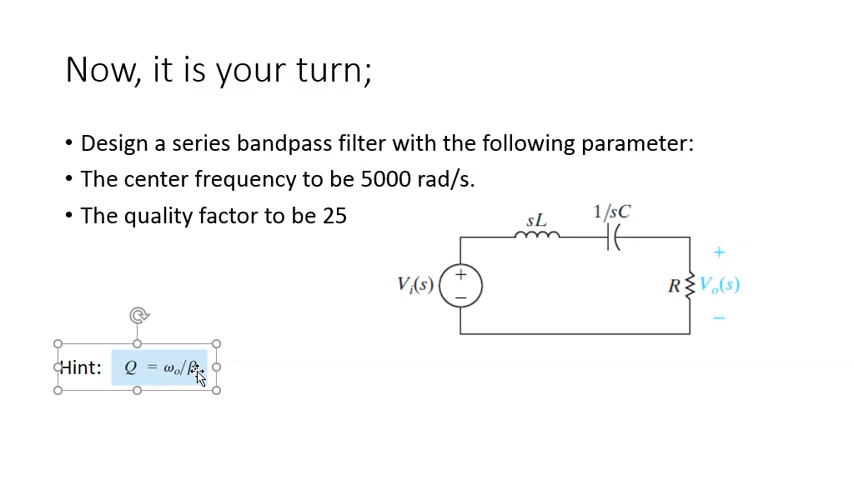 Now, it is your turn;
• Design a series bandpass filter with the following parameter:
• The center frequency to be 5000 rad/s.
• The quality factor to be 25
sL
1/sC
+
Vᵢ(s)
+
−
R
Vₒ(s)
−
Hint: Q = ωₒ/β.